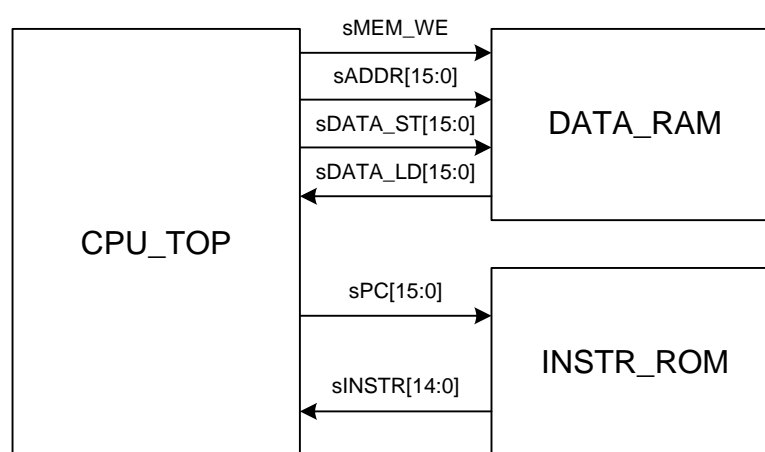 sMEM_WE
sADDR[15:0]
sDATA_ST[15:0]
sDATA_LD[15:0]
DATA_RAM
CPU_TOP
sPC[15:0]
sINSTR[14:0]
INSTR_ROM